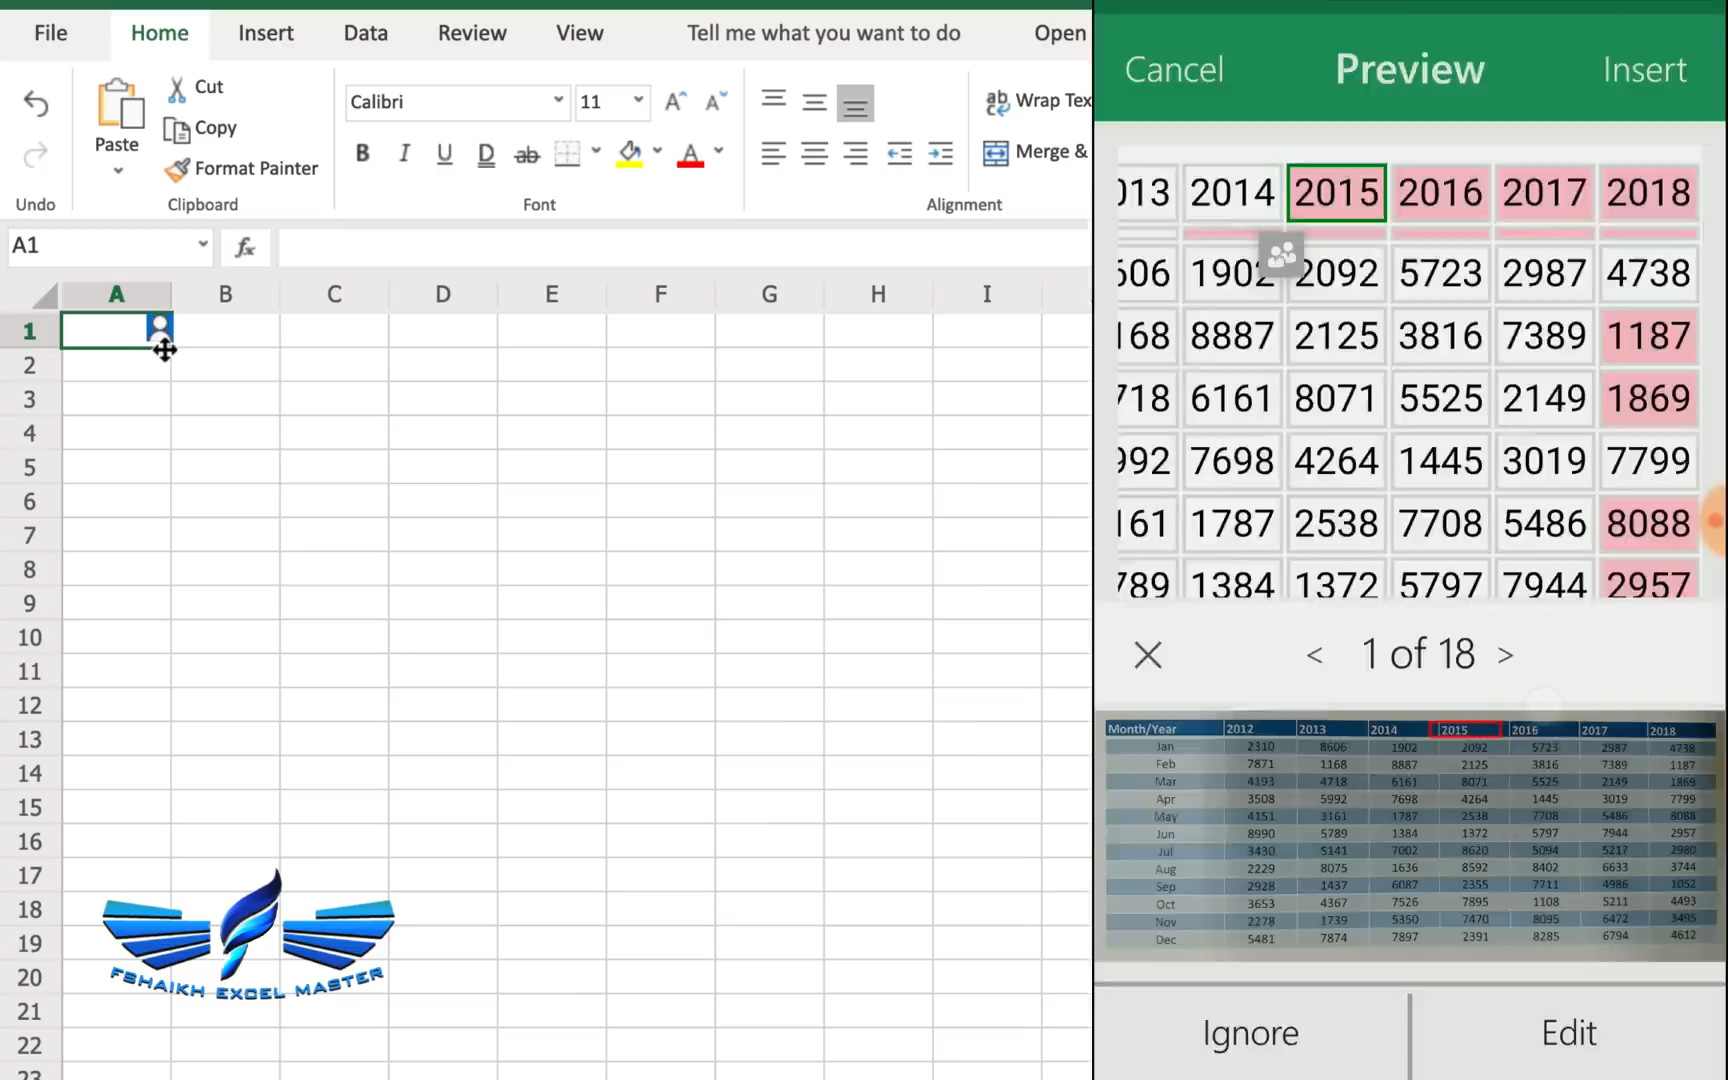 File Home Insert Data Review View Tell me what you want to do Open
Cut
Copy
Paste
Format Painter
Undo
Clipboard
Calibri 11
B I U D ab
A
Font
ab Wrap Tex
Merge &
Alignment
A1 fx
A B C D E F G H I
1
2
3
4
5
6
7
8
9
10
11
12
13
14
15
16
17
18
19
20
21
22
23
FSHAIKH EXCEL MASTER
Cancel Preview Insert
013 2014 2015 2016 2017 2018
606 1902 2092 5723 2987 4738
168 8887 2125 3816 7389 1187
718 6161 8071 5525 2149 1869
992 7698 4264 1445 3019 7799
161 1787 2538 7708 5486 8088
789 1384 1372 5797 7944 2957
< 1 of 18 >
Month/Year 2012 2013 2014 2015 2016 2017 2018
Jan 2310 8606 1902 2092 5723 2987 4738
Feb 7871 1168 8887 2125 3816 7389 1187
Mar 4193 4718 6161 8071 5525 2149 1869
Apr 3508 5992 7698 4264 1445 3019 7799
May 4151 3161 1787 2538 7708 5486 8088
Jun 8990 5789 1384 1372 5797 7944 2957
Jul 3430 5141 7002 8620 5094 5217 2980
Aug 2229 8075 1636 8592 8402 6633 3744
Sep 2928 1437 6087 2355 7711 4986 1052
Oct 3653 4367 7526 7895 1108 5211 4493
Nov 2278 1739 5350 7470 8095 6472 3495
Dec 5481 7874 7897 2391 8285 6794 4612
Ignore Edit